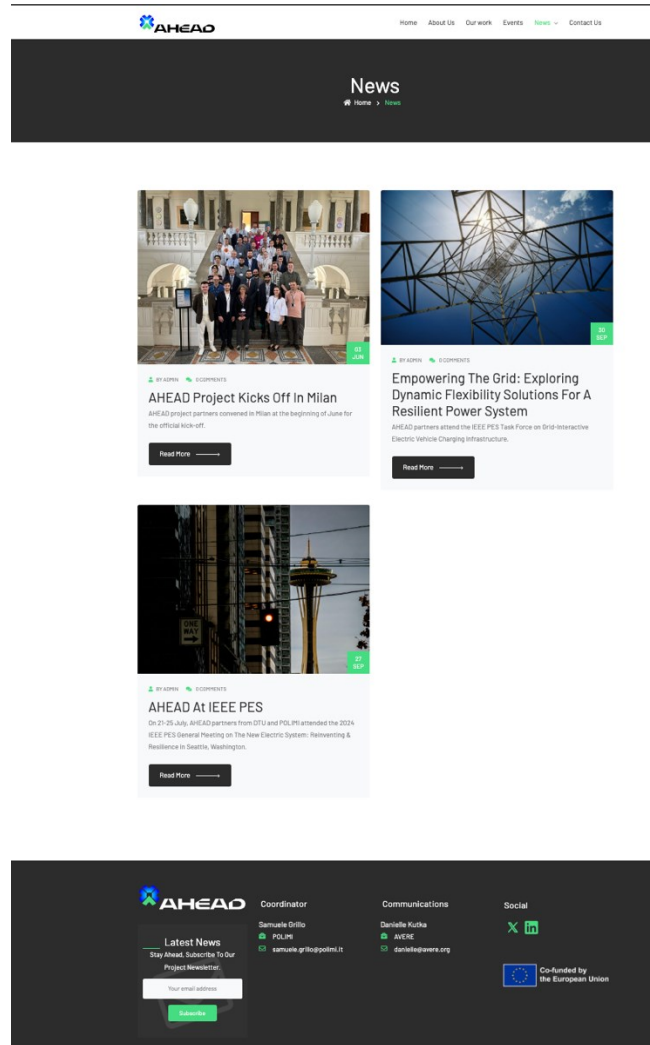 AHEAD
Home About Us Our work Events News Contact Us
News
Home > News
03
JUN
BY ADMIN 0 COMMENTS
AHEAD Project Kicks Off In Milan
AHEAD project partners convened in Milan at the beginning of June for
the official kick-off.
Read More
30
SEP
BY ADMIN 0 COMMENTS
Empowering The Grid: Exploring
Dynamic Flexibility Solutions For A
Resilient Power System
AHEAD partners attend the IEEE PES Task Force on Grid-Interactive
Electric Vehicle Charging Infrastructure.
Read More
ONE
WAY
27
SEP
BY ADMIN 0 COMMENTS
AHEAD At IEEE PES
On 21-25 July, AHEAD partners from DTU and POLIMI attended the 2024
IEEE PES General Meeting on The New Electric System: Reinventing &
Resilience in Seattle, Washington.
Read More
AHEAD
Latest News
Stay Ahead, Subscribe To Our
Project Newsletter.
Your email address
Subscribe
Coordinator
Samuele Grillo
POLIMI
samuele.grillo@polimi.it
Communications
Danielle Kutka
AVERE
danielle@avere.org
Social
Co-funded by
the European Union